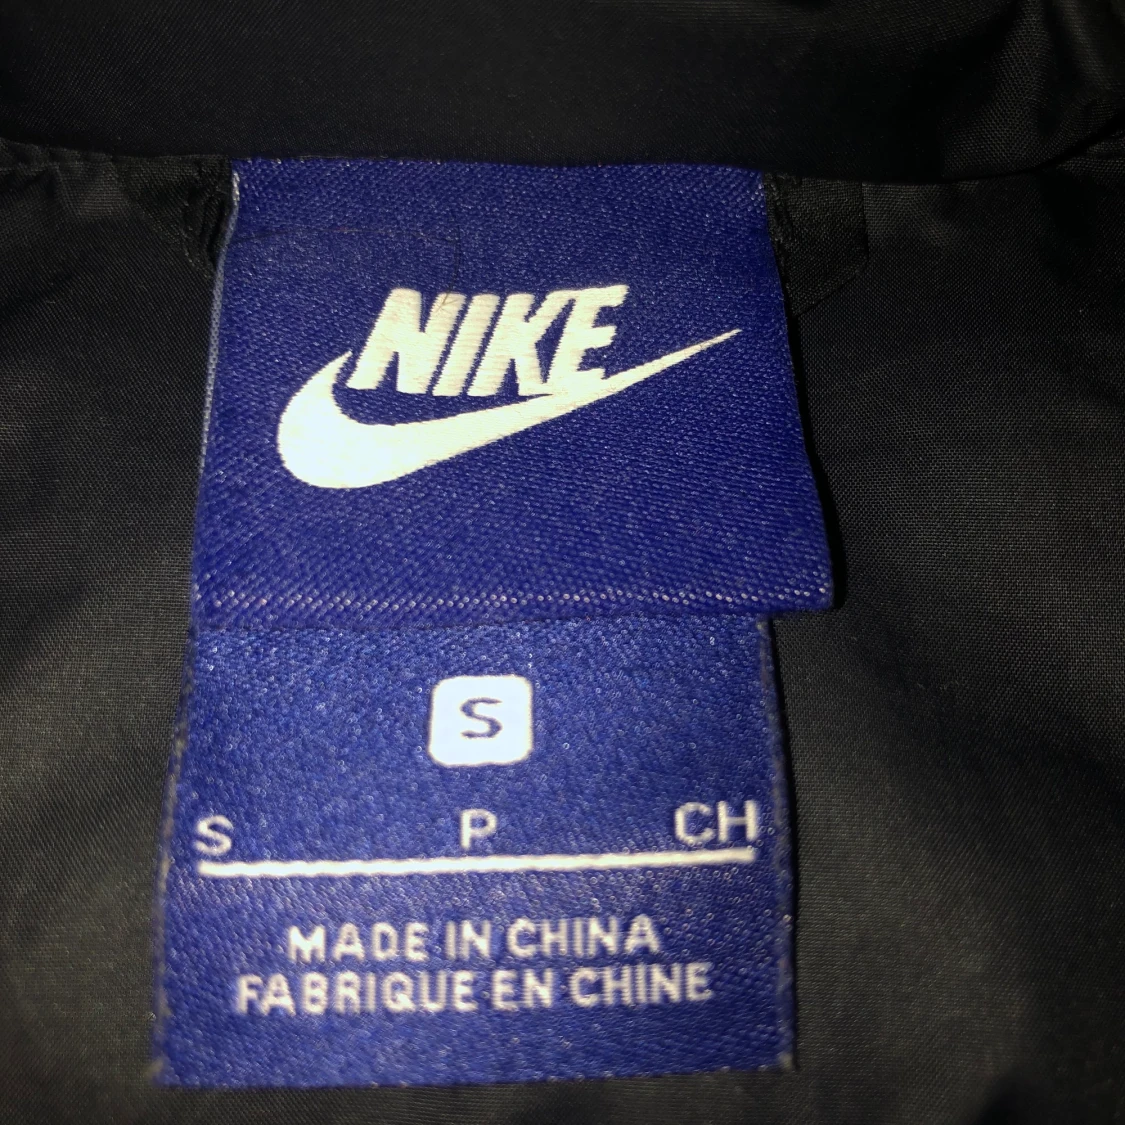 NIKE
S
S P CH
MADE IN CHINA
FABRIQUE EN CHINE